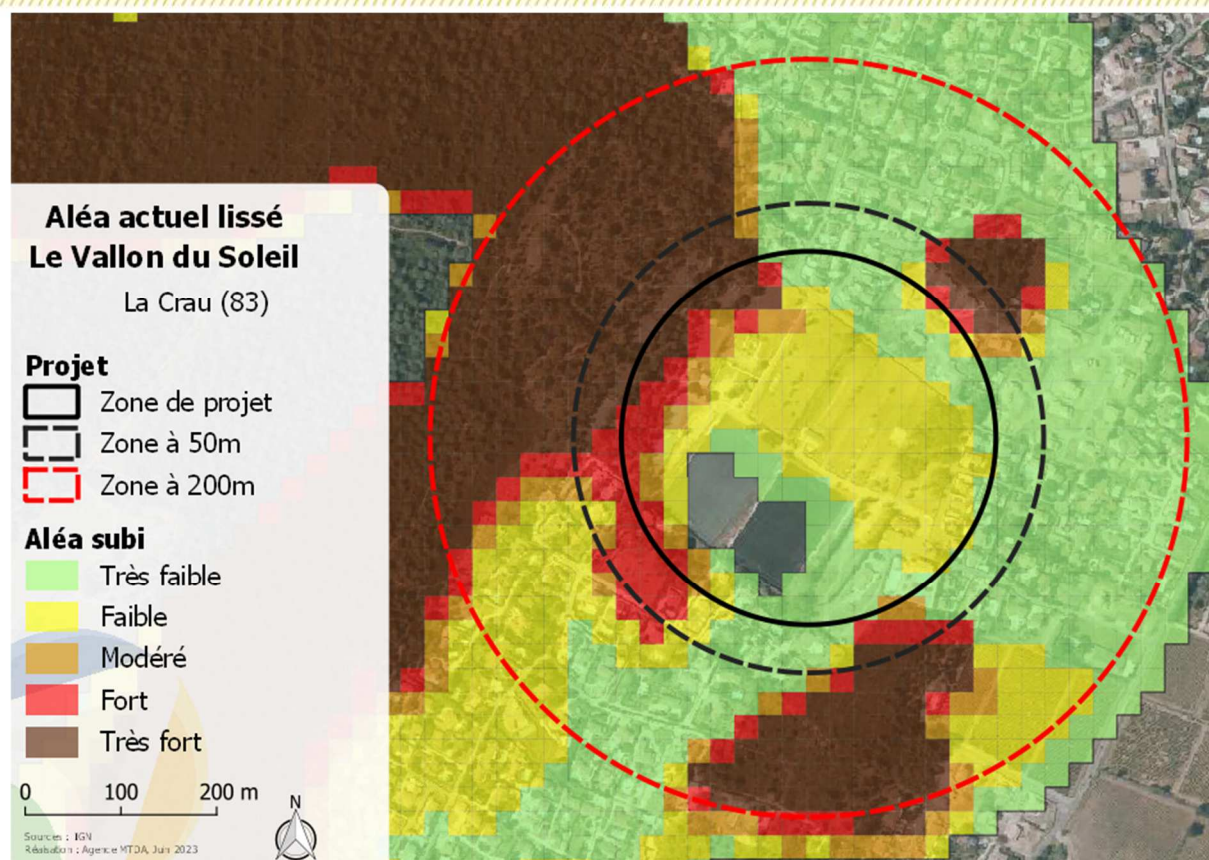 Aléa actuel lissé
Le Vallon du Soleil
La Crau (83)
Projet
Zone de projet
Zone à 50m
Zone à 200m
Aléa subi
Très faible
Faible
Modéré
Fort
Très fort
0 100 200 m
N
Sources : IGN
Réalisation : Agence MTDA, Juin 2023